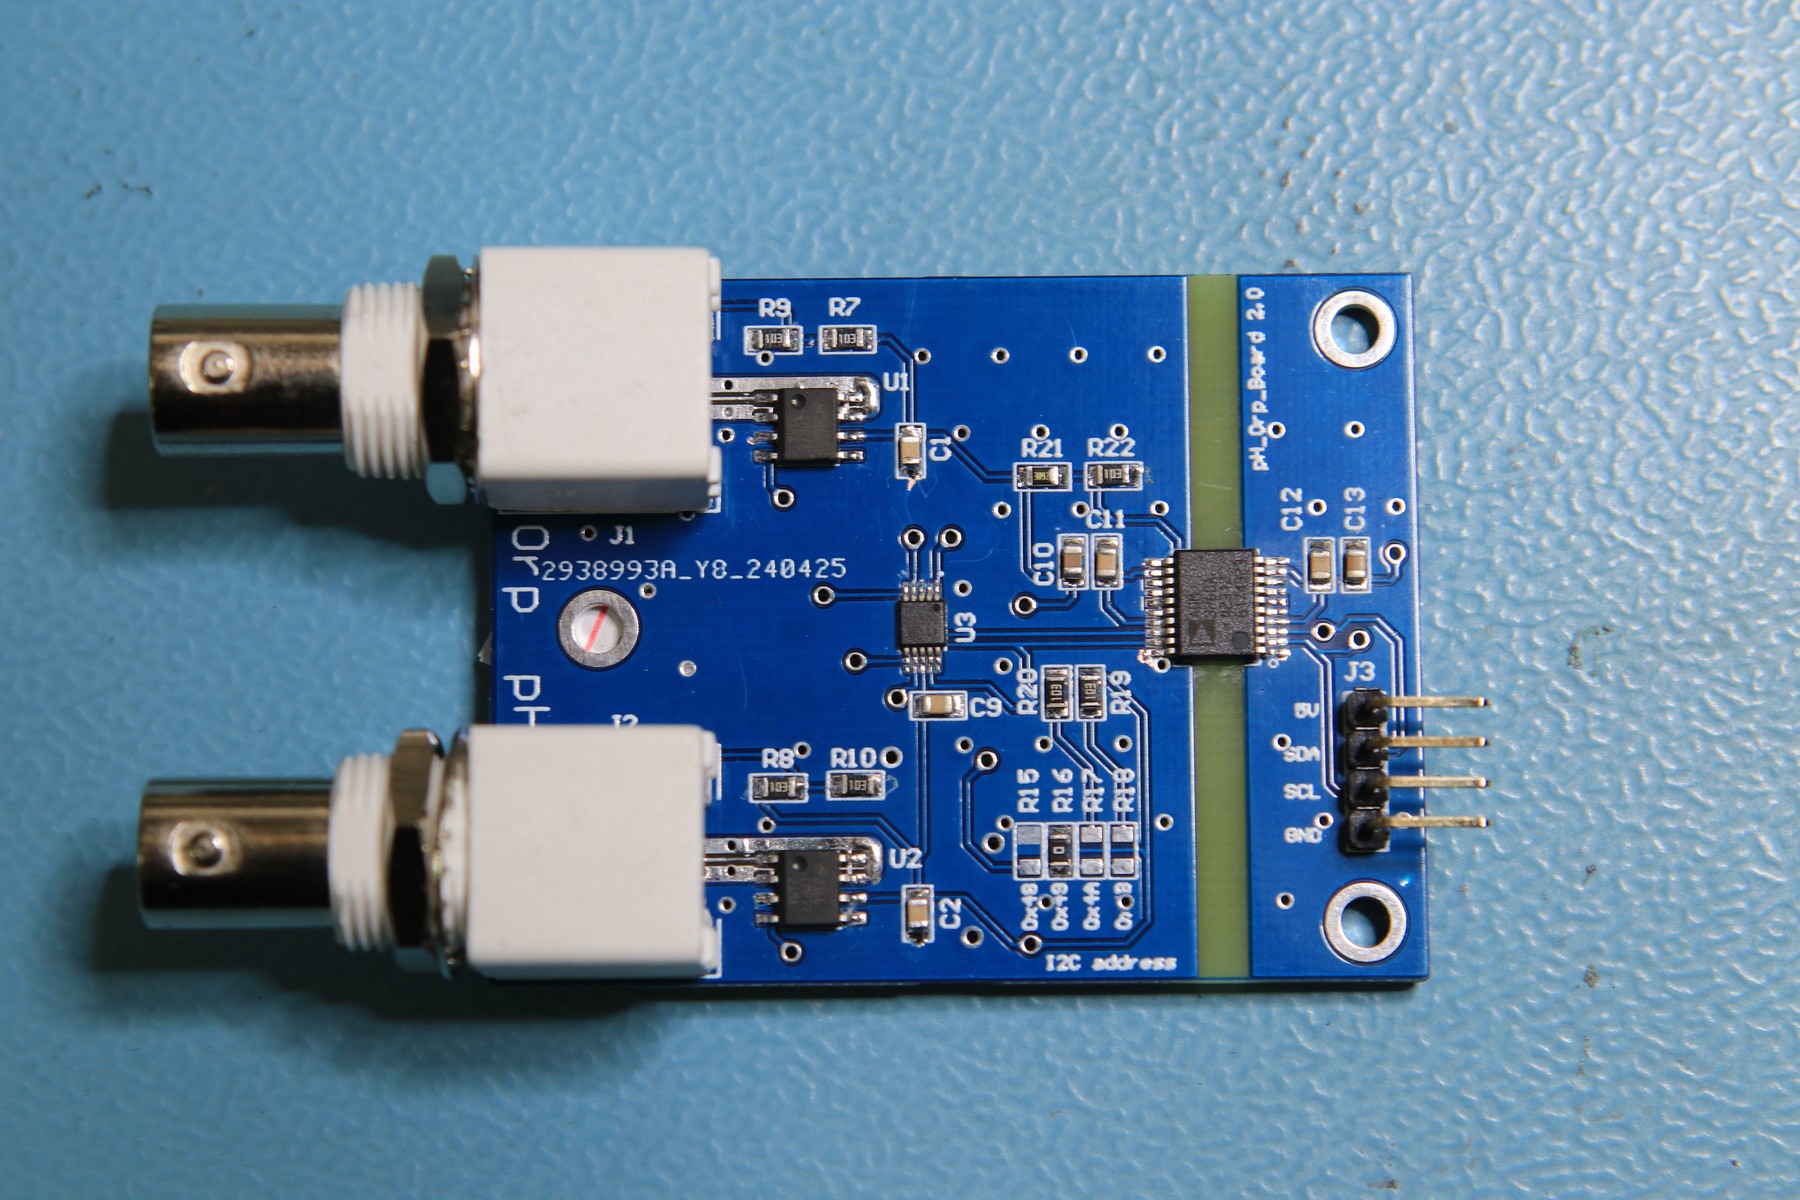 R9 R7
U1
C1
R21 R22
C10
C11
C12
C13
pH_Orp_Board 2.0
J1
Orp
2938993A_Y8_240425
U3
pH
J2
C9
R20
R19
J3
5V
SDA
SCL
GND
R8 R10
R15
R16
R17
R18
U2
C2
0x48
0x49
0x4A
I2C address